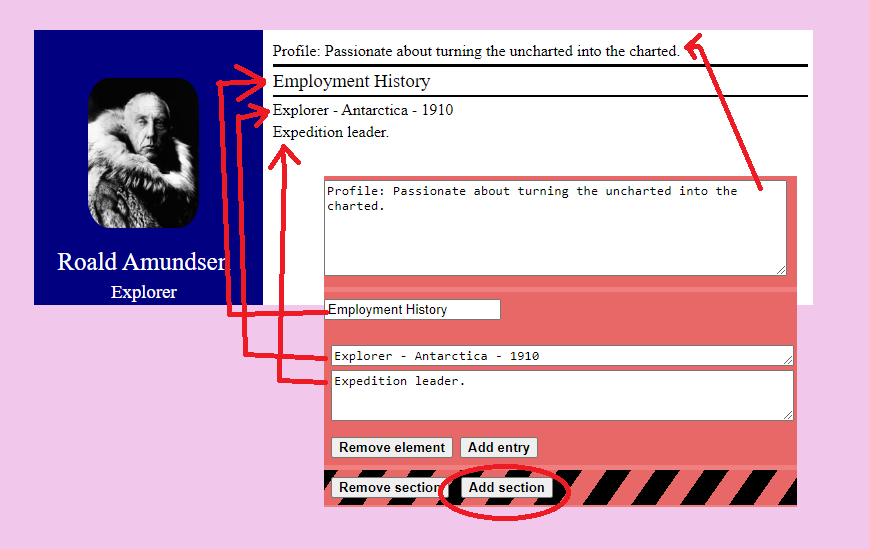 Profile: Passionate about turning the uncharted into the charted.
Employment History
Explorer - Antarctica - 1910
Expedition leader.
Roald Amundsen
Explorer
Profile: Passionate about turning the uncharted into the
charted.
Employment History
Explorer - Antarctica - 1910
Expedition leader.
Remove element Add entry
Remove section Add section